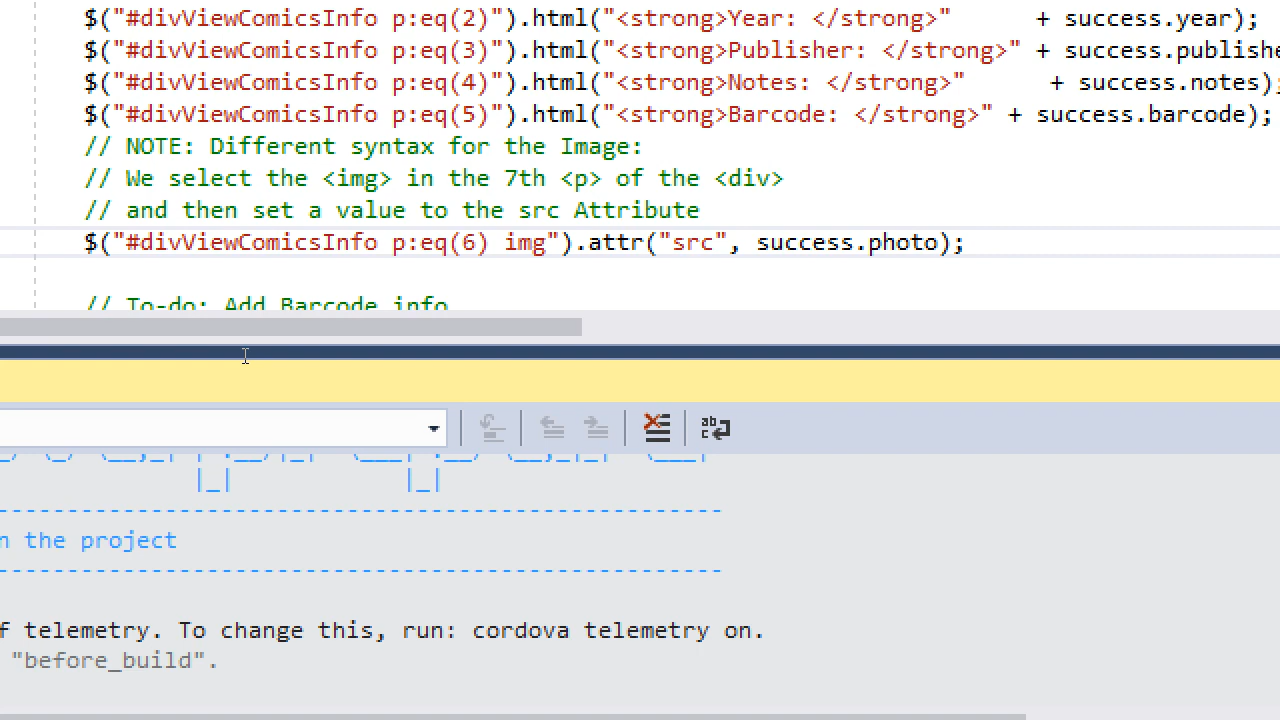 $("#divViewComicsInfo p:eq(2)").html("<strong>Year: </strong>"      + success.year);
$("#divViewComicsInfo p:eq(3)").html("<strong>Publisher: </strong>" + success.publishe
$("#divViewComicsInfo p:eq(4)").html("<strong>Notes: </strong>"      + success.notes);
$("#divViewComicsInfo p:eq(5)").html("<strong>Barcode: </strong>" + success.barcode);
// NOTE: Different syntax for the Image:
// We select the <img> in the 7th <p> of the <div>
// and then set a value to the src Attribute
$("#divViewComicsInfo p:eq(6) img").attr("src", success.photo);
// To-do: Add Barcode info
abc
n the project
f telemetry. To change this, run: cordova telemetry on.
"before_build".